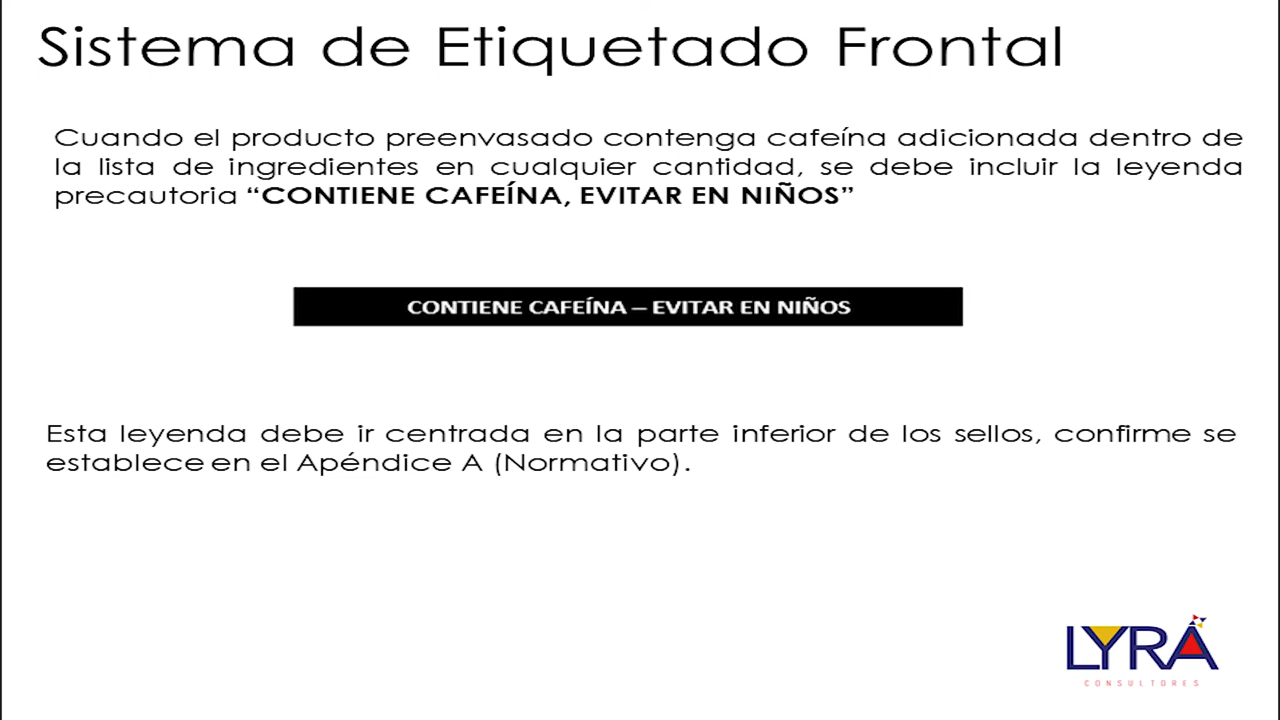 Sistema de Etiquetado Frontal
Cuando el producto preenvasado contenga cafeína adicionada dentro de
la lista de ingredientes en cualquier cantidad, se debe incluir la leyenda
precautoria “CONTIENE CAFEÍNA, EVITAR EN NIÑOS”
CONTIENE CAFEÍNA – EVITAR EN NIÑOS
Esta leyenda debe ir centrada en la parte inferior de los sellos, confirme se
establece en el Apéndice A (Normativo).
LYRA
CONSULTORES